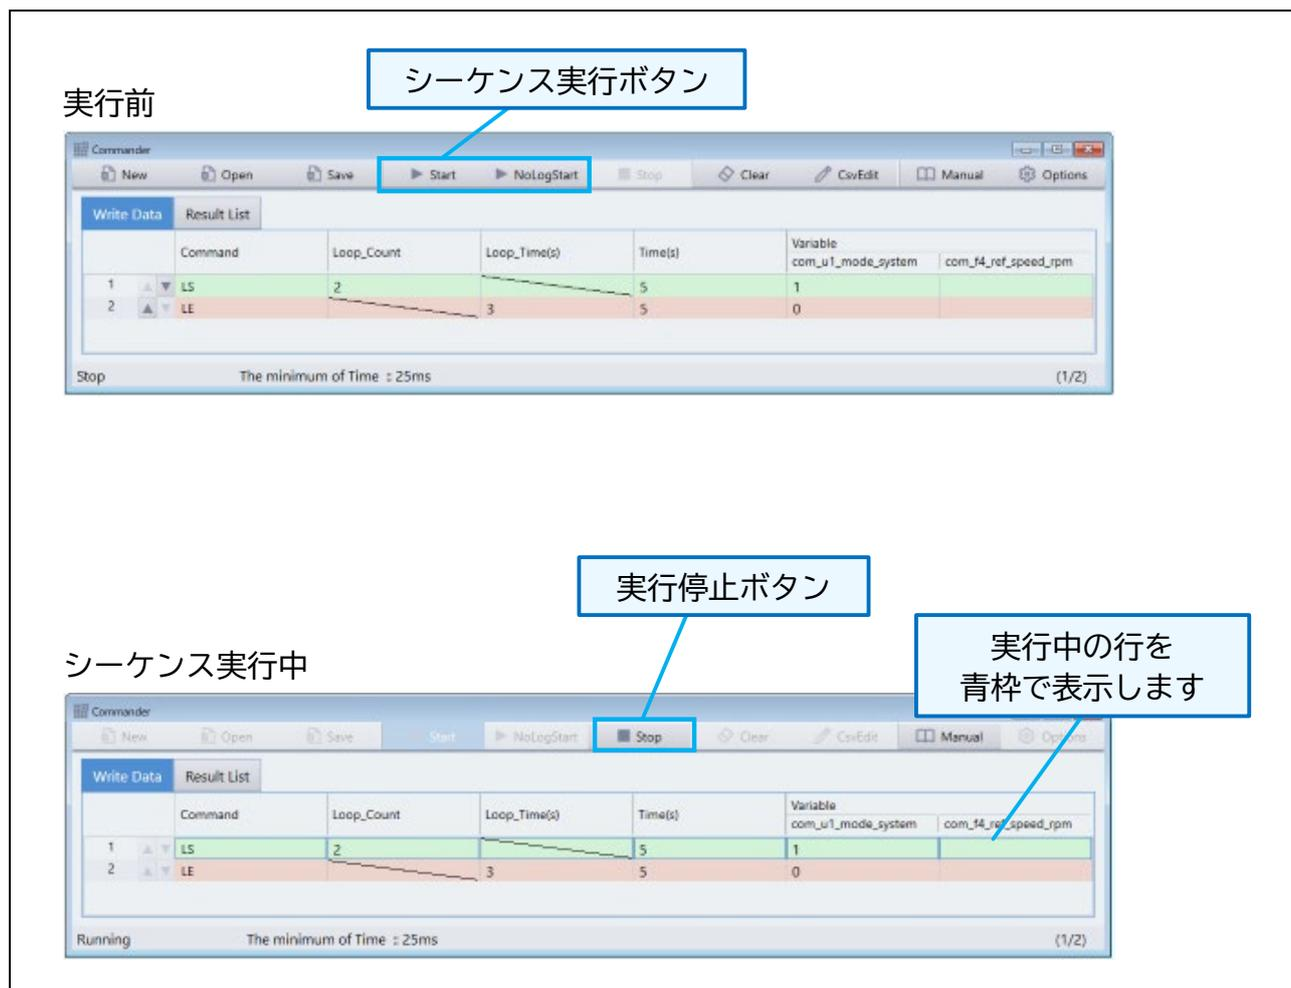 シーケンス実行ボタン
実行前
Commander
New Open Save Start NoLogStart Stop Clear CsvEdit Manual Options
Write Data Result List
Command Loop_Count Loop_Time(s) Time(s) Variable
com_u1_mode_system com_f4_ref_speed_rpm
1 LS 2 5 1
2 LE 3 5 0
Stop The minimum of Time : 25ms (1/2)
実行停止ボタン
実行中の行を
青枠で表示します
シーケンス実行中
Commander
New Open Save Start NoLogStart Stop Clear CsvEdit Manual Options
Write Data Result List
Command Loop_Count Loop_Time(s) Time(s) Variable
com_u1_mode_system com_f4_ref_speed_rpm
1 LS 2 5 1
2 LE 3 5 0
Running The minimum of Time : 25ms (1/2)